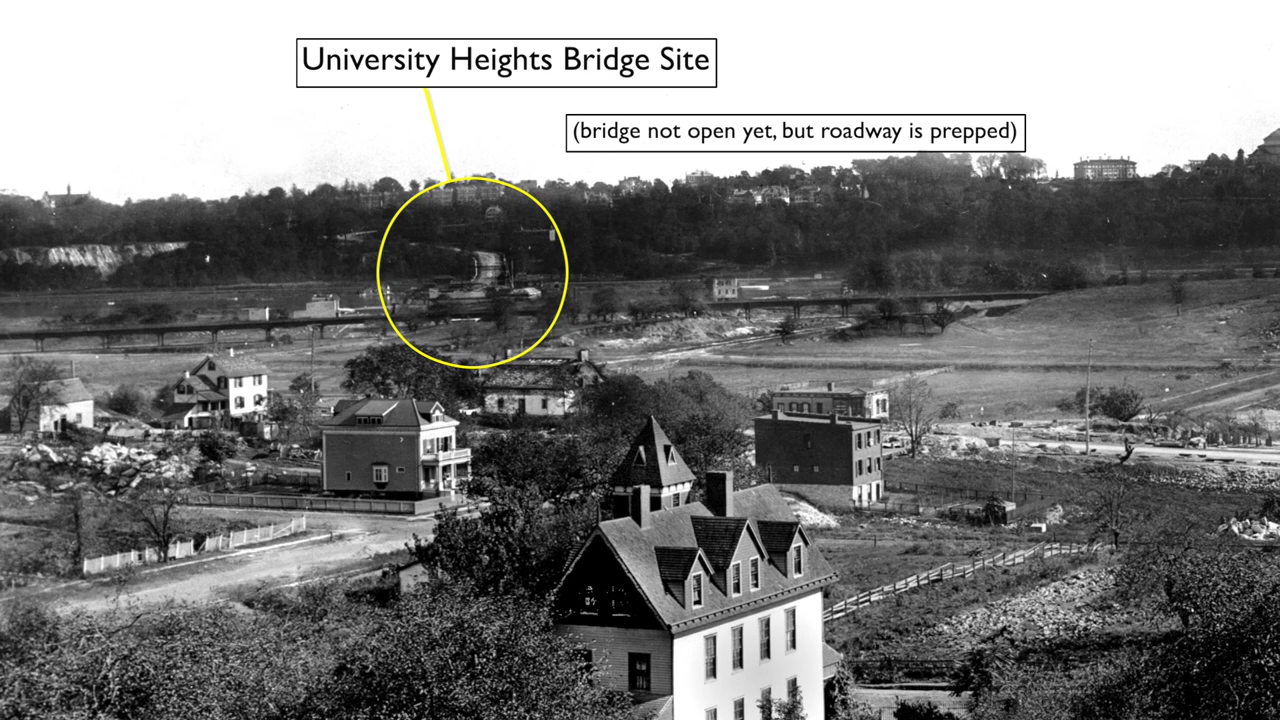 University Heights Bridge Site
(bridge not open yet, but roadway is prepped)